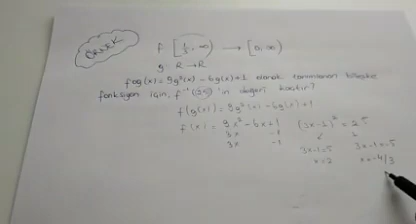 ÖRNEK
f [1/3, ∞) → [0, ∞)
g R → R
fog(x) = 9g²(x) - 6g(x)+1 olarak tanımlanan bileşke
fonksiyon için, f⁻¹(25)'in değeri kaçtır?
f(g(x)) = 9g²(x) - 6g(x)+1
f(x) = 9x² - 6x+1 (3x-1)² = 25
3x -1
3x -1
3x-1=5 3x-1=-5
x=2 x=-4/3